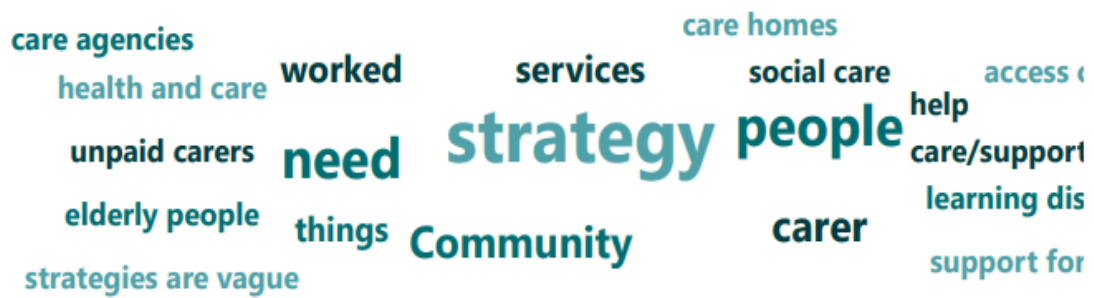 care homes
care agencies
worked
services
social care
access
health and care
help
strategy
people
unpaid carers
need
care/support
learning dis
elderly people
things
Community
carer
support for
strategies are vague